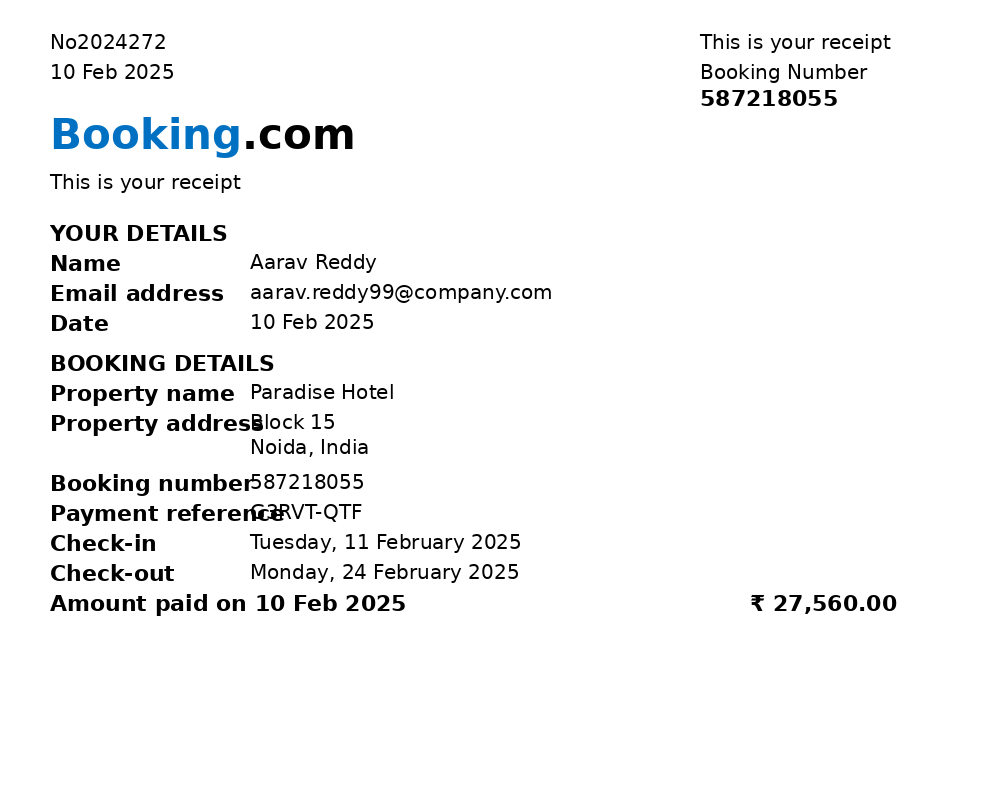 No2024272
10 Feb 2025
This is your receipt
Booking Number
587218055
Booking.com
This is your receipt
YOUR DETAILS
Name Aarav Reddy
Email address aarav.reddy99@company.com
Date 10 Feb 2025
BOOKING DETAILS
Property name Paradise Hotel
Property address Block 15
Noida, India
Booking number 587218055
Payment reference G3RVT-QTF
Check-in Tuesday, 11 February 2025
Check-out Monday, 24 February 2025
Amount paid on 10 Feb 2025 ₹ 27,560.00